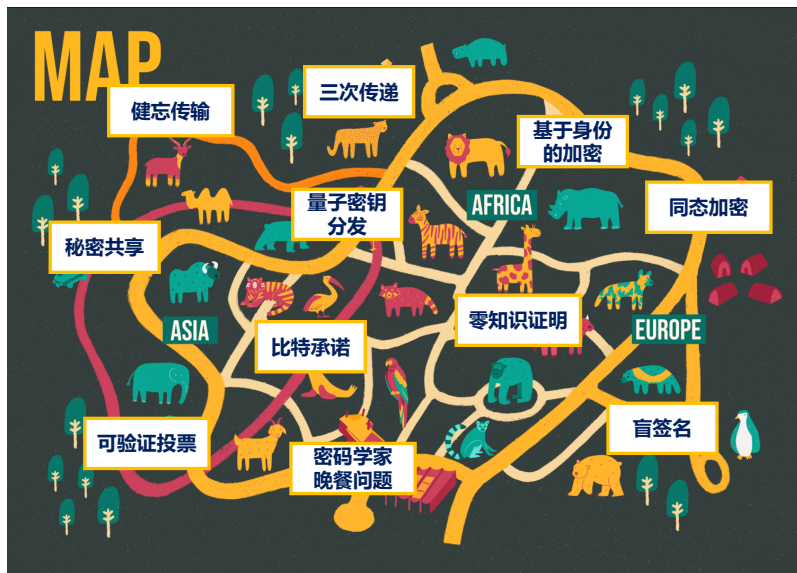 MAP
健忘传输
三次传递
基于身份
的加密
同态加密
量子密钥
分发
AFRICA
秘密共享
零知识证明
ASIA
比特承诺
EUROPE
可验证投票
盲签名
密码学家
晚餐问题